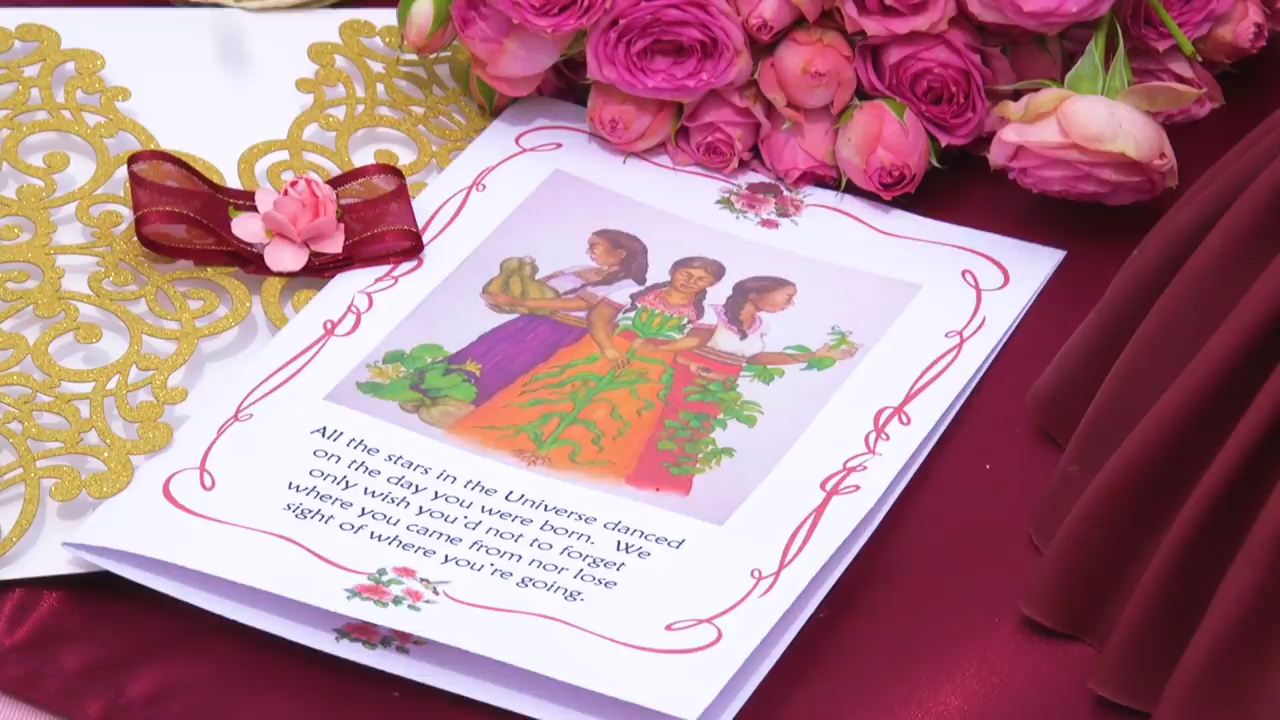 All the stars in the Universe danced
on the day you were born. We
only wish you'd not to forget
where you came from nor lose
sight of where you're going.